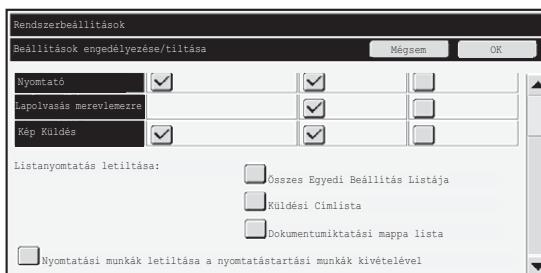 Rendszerbeállítások
Beállítások engedélyezése/tiltása Mégsem OK
Nyomtató
Lapolvasás merevlemezre
Kép Küldés
Listanyomtatás letiltása:
Összes Egyedi Beállítás Listája
Küldési Címlista
Dokumentumiktatási mappa lista
Nyomtatási munkák letiltása a nyomtatástartási munkák kivételével